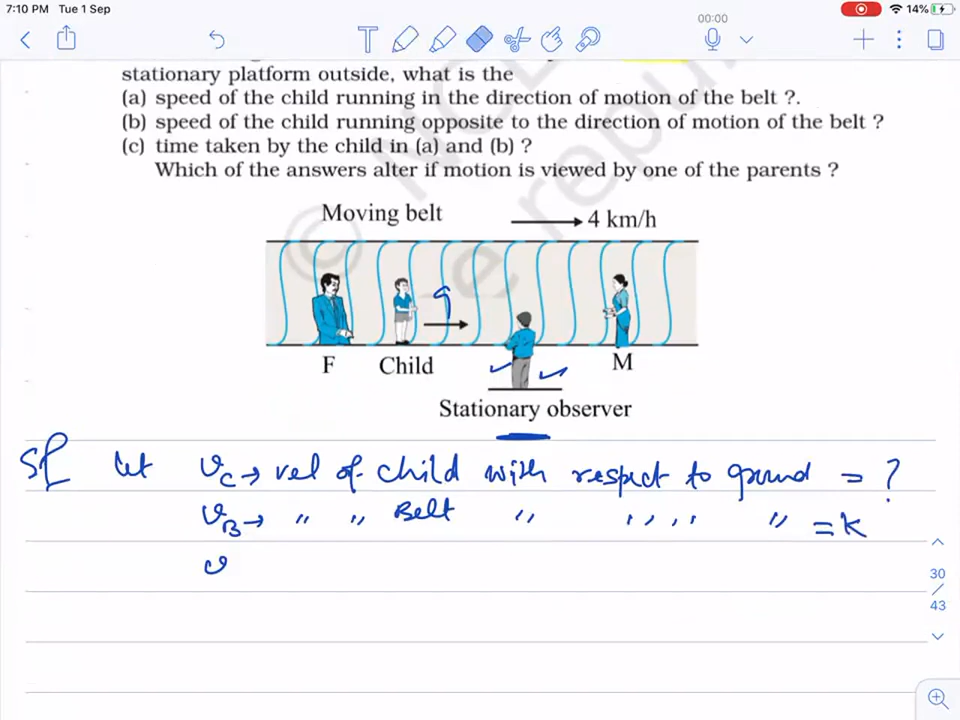 7:10 PM Tue 1 Sep
14%
00:00
stationary platform outside, what is the
(a) speed of the child running in the direction of motion of the belt ?.
(b) speed of the child running opposite to the direction of motion of the belt ?
(c) time taken by the child in (a) and (b) ?
Which of the answers alter if motion is viewed by one of the parents ?
Moving belt
4 km/h
9
F
Child
M
Stationary observer
Sol let v_C → vel of child with respect to ground = ?
v_B → " " Belt " " " " = K
v
30
/
43